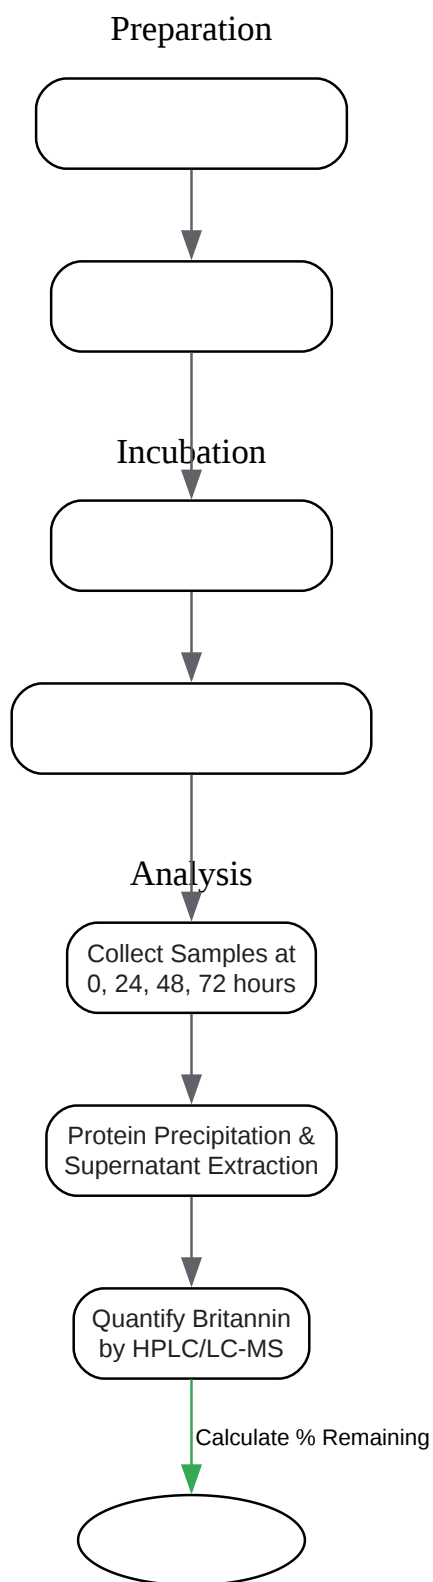 Preparation
Incubation
Analysis
Collect Samples at
0, 24, 48, 72 hours
Protein Precipitation &
Supernatant Extraction
Quantify Britannin
by HPLC/LC-MS
Calculate % Remaining